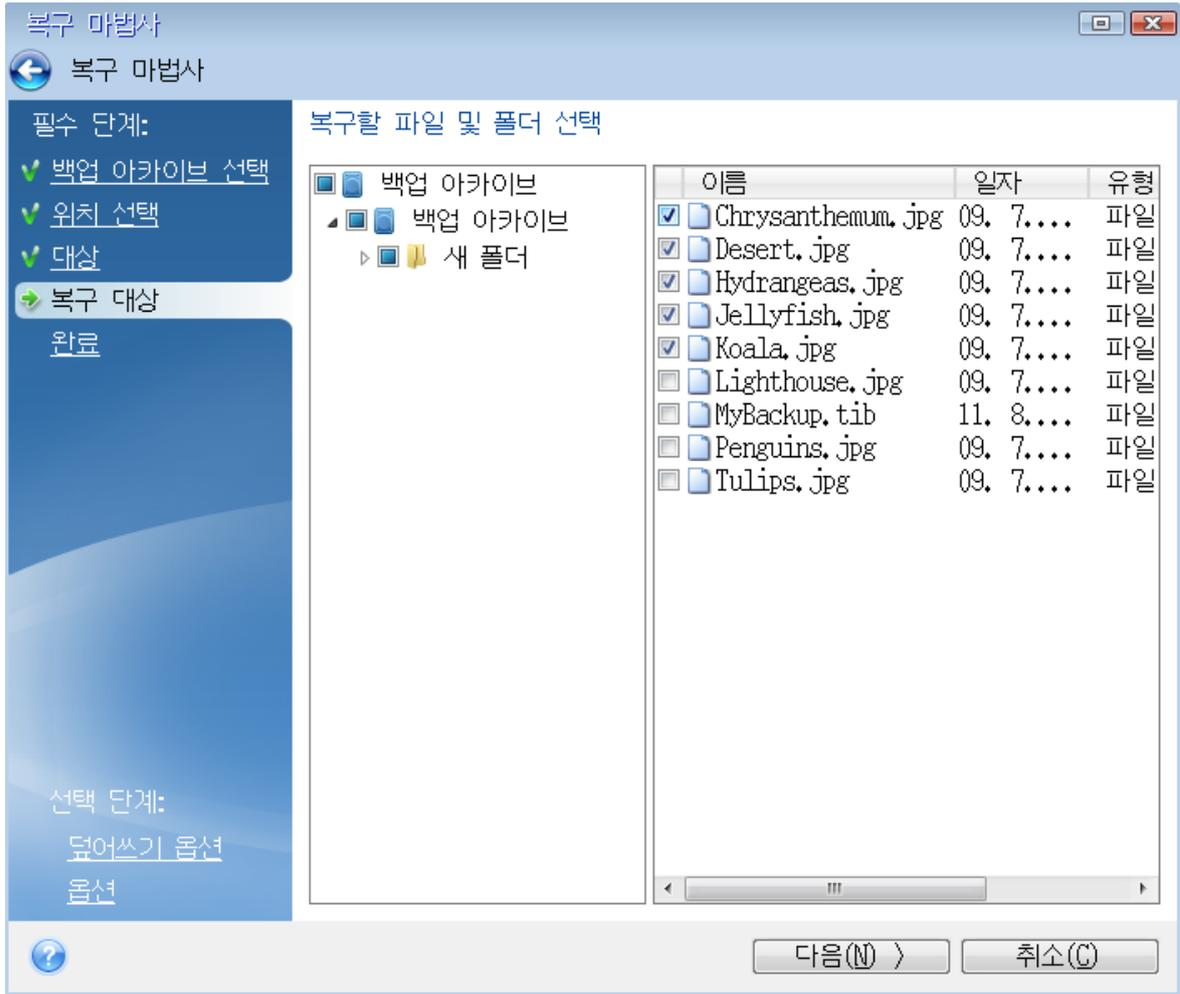 복구 마법사
복구 마법사
필수 단계:
백업 아카이브 선택
위치 선택
대상
복구 대상
완료
선택 단계:
덮어쓰기 옵션
옵션
복구할 파일 및 폴더 선택
백업 아카이브
백업 아카이브
새 폴더
이름 일자 유형
Chrysanthemum.jpg 09. 7.... 파일
Desert.jpg 09. 7.... 파일
Hydrangeas.jpg 09. 7.... 파일
Jellyfish.jpg 09. 7.... 파일
Koala.jpg 09. 7.... 파일
Lighthouse.jpg 09. 7.... 파일
MyBackup.tib 11. 8.... 파일
Penguins.jpg 09. 7.... 파일
Tulips.jpg 09. 7.... 파일
다음(N) > 취소(C)